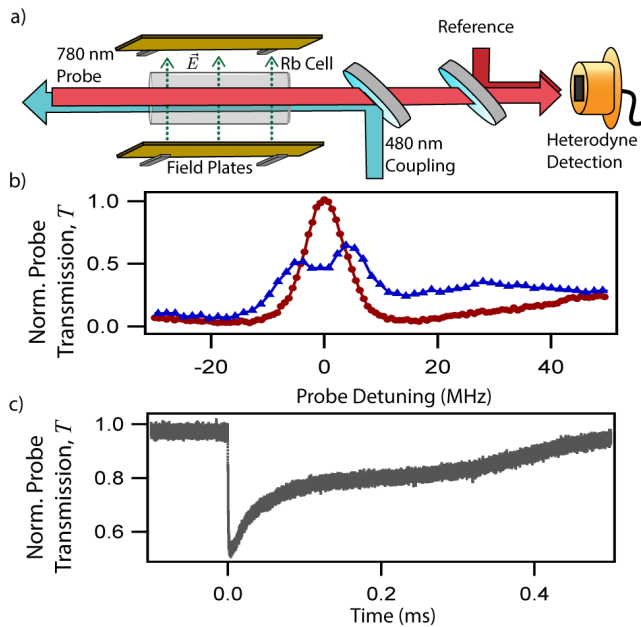 a)
780 nm
Probe
E
Rb Cell
Reference
Field Plates
480 nm
Coupling
Heterodyne
Detection
b)
Norm. Probe
Transmission, T
1.0
0.5
0.0
-20
0
20
40
Probe Detuning (MHz)
c)
Norm. Probe
Transmission, T
1.0
0.8
0.6
0.0
0.2
0.4
Time (ms)